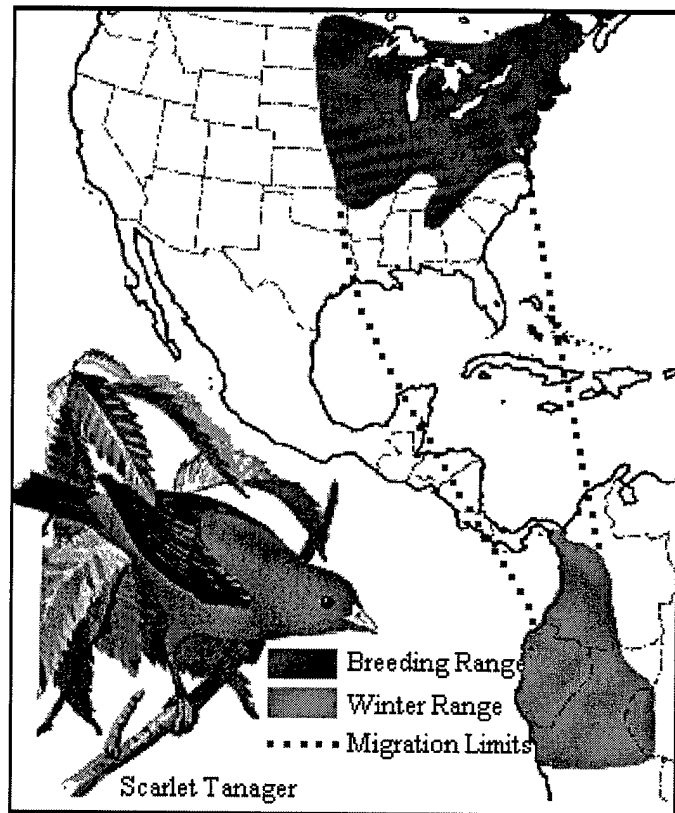 Breeding Range
Winter Range
Migration Limits
Scarlet Tanager